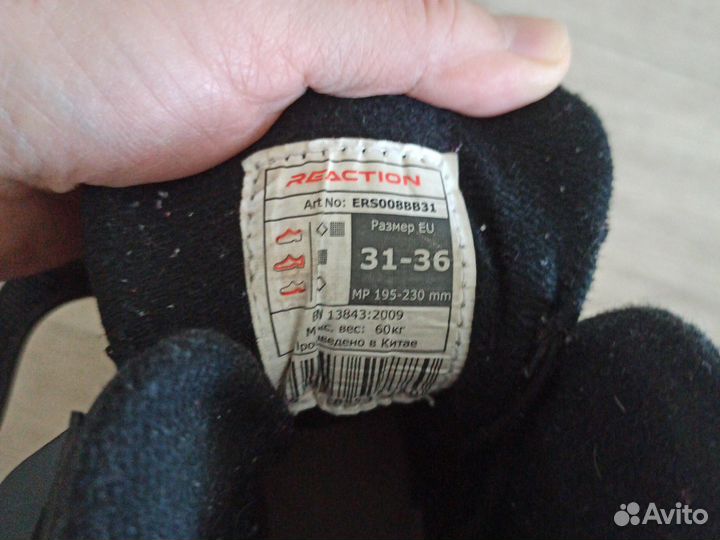 REACTION
Art No: ERS008BB31
Размер EU
31-36
MP 195-230 mm
13843:2009
вес: 60кг
в Китае
Avito